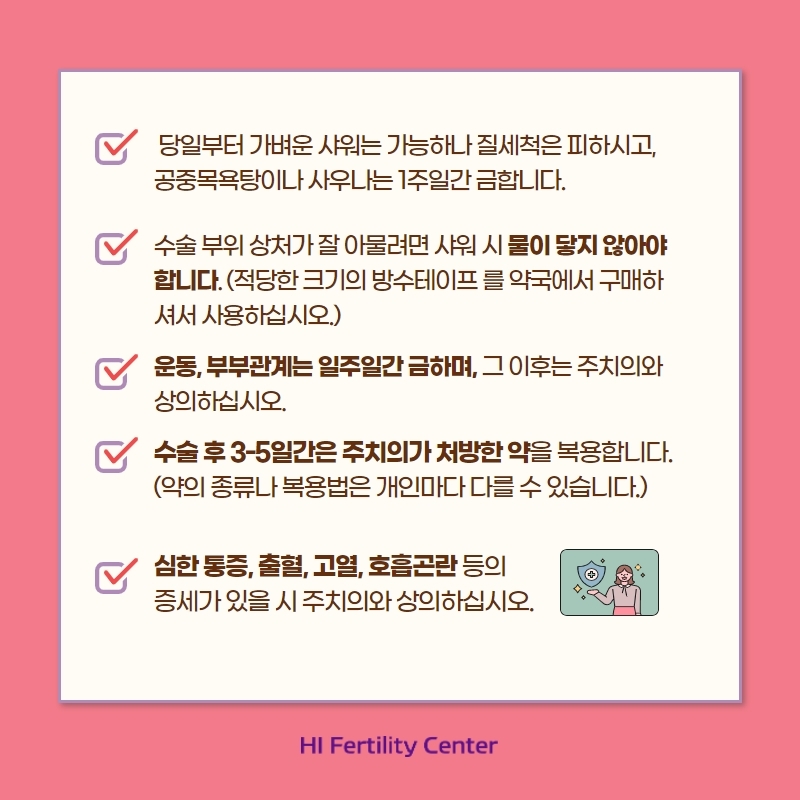 당일부터 가벼운 샤워는 가능하나 질세척은 피하시고,
공중목욕탕이나 사우나는 1주일간 금합니다.
수술 부위 상처가 잘 아물려면 샤워 시 물이 닿지 않아야
합니다. (적당한 크기의 방수테이프 를 약국에서 구매하
셔서 사용하십시오.)
운동, 부부관계는 일주일간 금하며, 그 이후는 주치의와
상의하십시오.
수술 후 3-5일간은 주치의가 처방한 약을 복용합니다.
(약의 종류나 복용법은 개인마다 다를 수 있습니다.)
심한 통증, 출혈, 고열, 호흡곤란 등의
증세가 있을 시 주치의와 상의하십시오.
HI Fertility Center